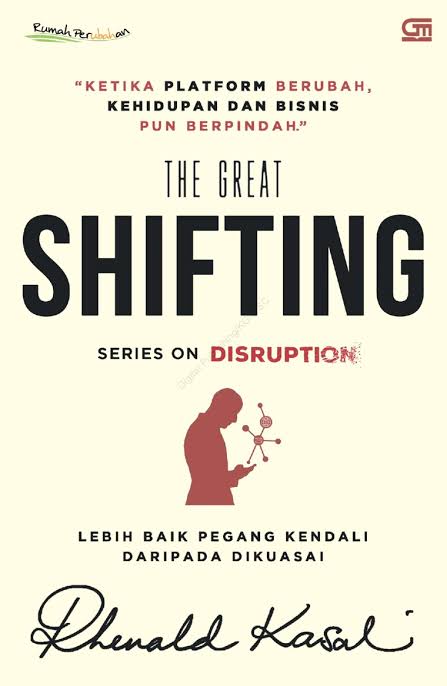 Rumah Perubahan
GM
“KETIKA PLATFORM BERUBAH,
KEHIDUPAN DAN BISNIS
PUN BERPINDAH.”
THE GREAT
SHIFTING
SERIES ON DISRUPTION
LEBIH BAIK PEGANG KENDALI
DARIPADA DIKUASAI
Rhenald Kasali